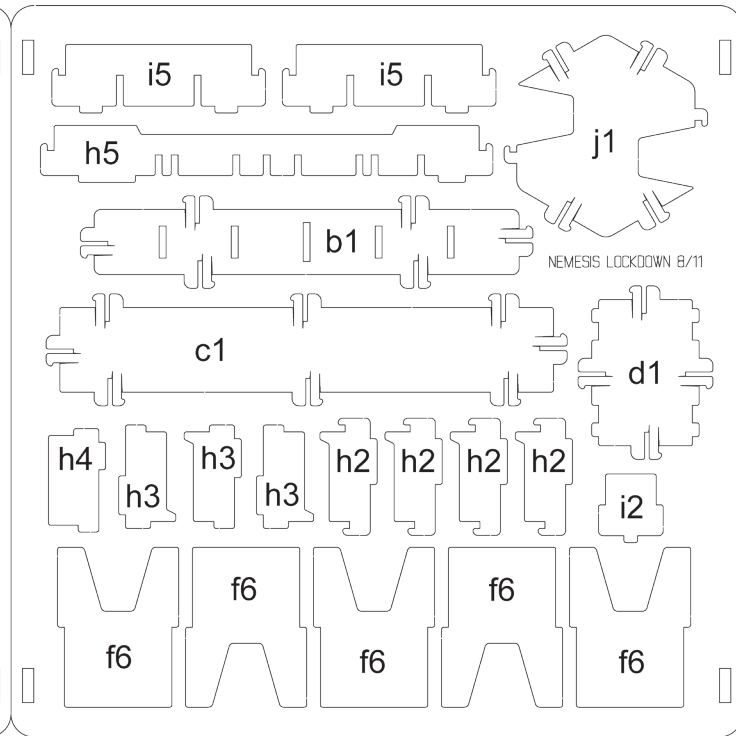 i5 i5
j1
h5
b1
NEMESIS LOCKDOWN 8/11
c1
d1
h4 h3 h3 h3 h2 h2 h2 h2
i2
f6 f6
f6 f6 f6